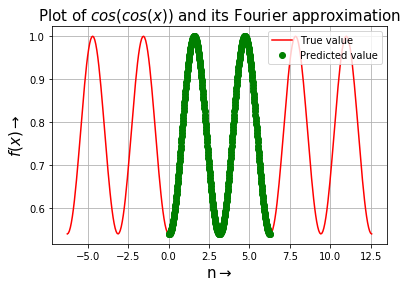 Plot of cos(cos(x)) and its Fourier approximation
True value
Predicted value
1.0
0.9
0.8
0.7
0.6
f(x)→
−5.0 −2.5 0.0 2.5 5.0 7.5 10.0 12.5
n→